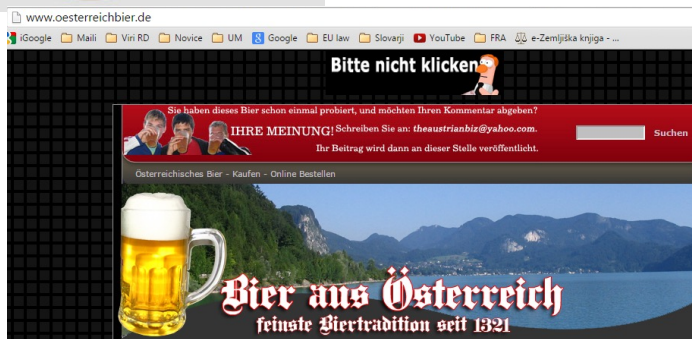 www.oesterreichbier.de
iGoogle Maili Viri RD Novice UM Google EU law Slovarji YouTube FRA e-Zemljiška knjiga - ...
Bitte nicht klicken
Sie haben dieses Bier schon einmal probiert, und möchten Ihren Kommentar abgeben?
IHRE MEINUNG! Schreiben Sie an: theaustrianbiz@yahoo.com.
Suchen
Ihr Beitrag wird dann an dieser Stelle veröffentlicht.
Österreichisches Bier - Kaufen - Online Bestellen
Bier aus Österreich
feinste Biertradition seit 1321